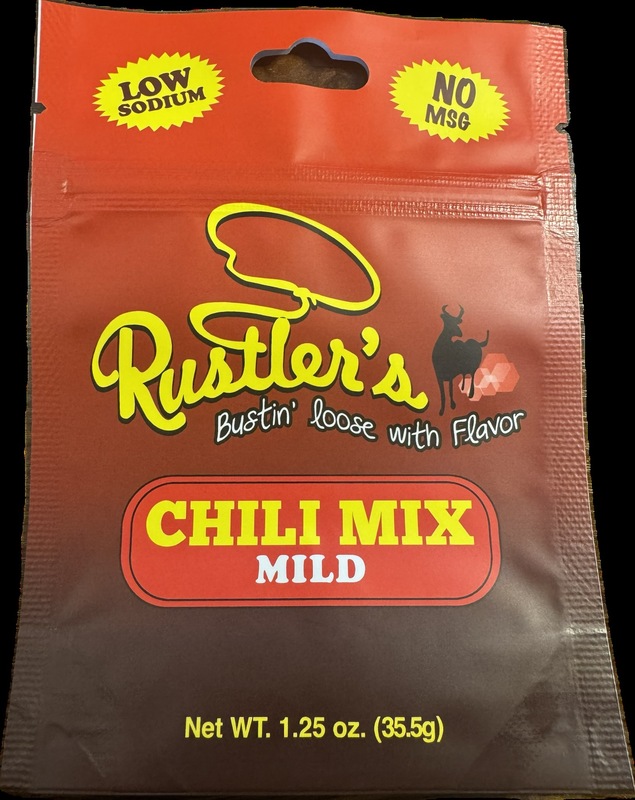 LOW
SODIUM
NO
MSG
Rustler's
Bustin' loose with Flavor
CHILI MIX
MILD
Net WT. 1.25 oz. (35.5g)